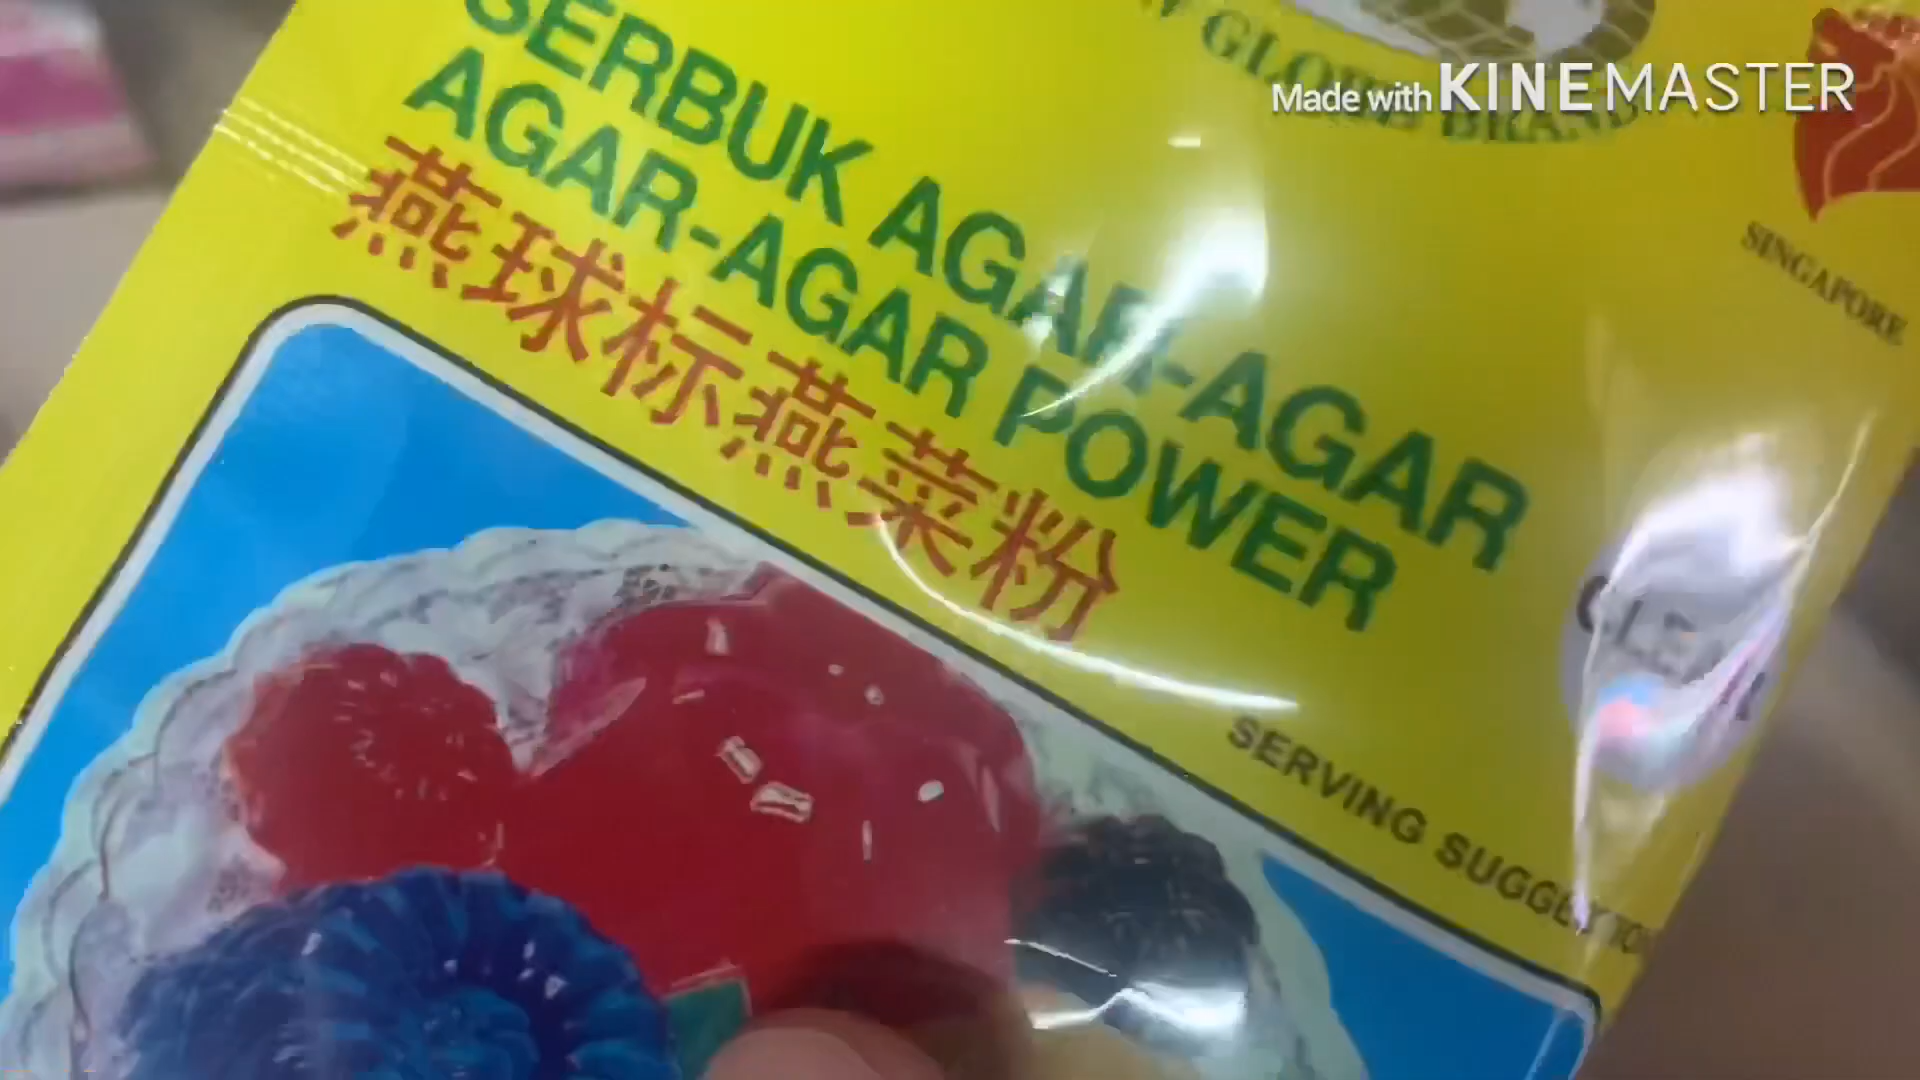 GLOBE BRAND
Made with KINEMASTER
SINGAPORE
SERBUK AGAR-AGAR
AGAR-AGAR POWER
燕球标燕菜粉
SERVING